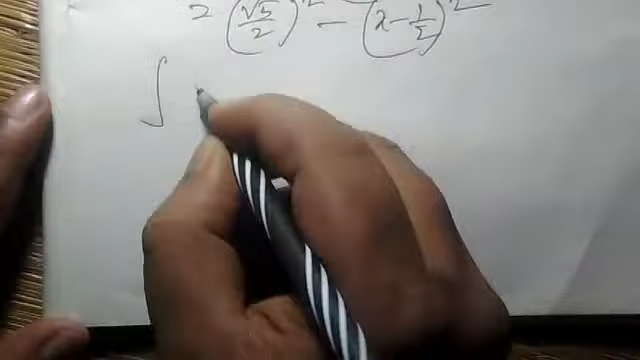 = (√5/2)² - (x - 1/2)²
∫